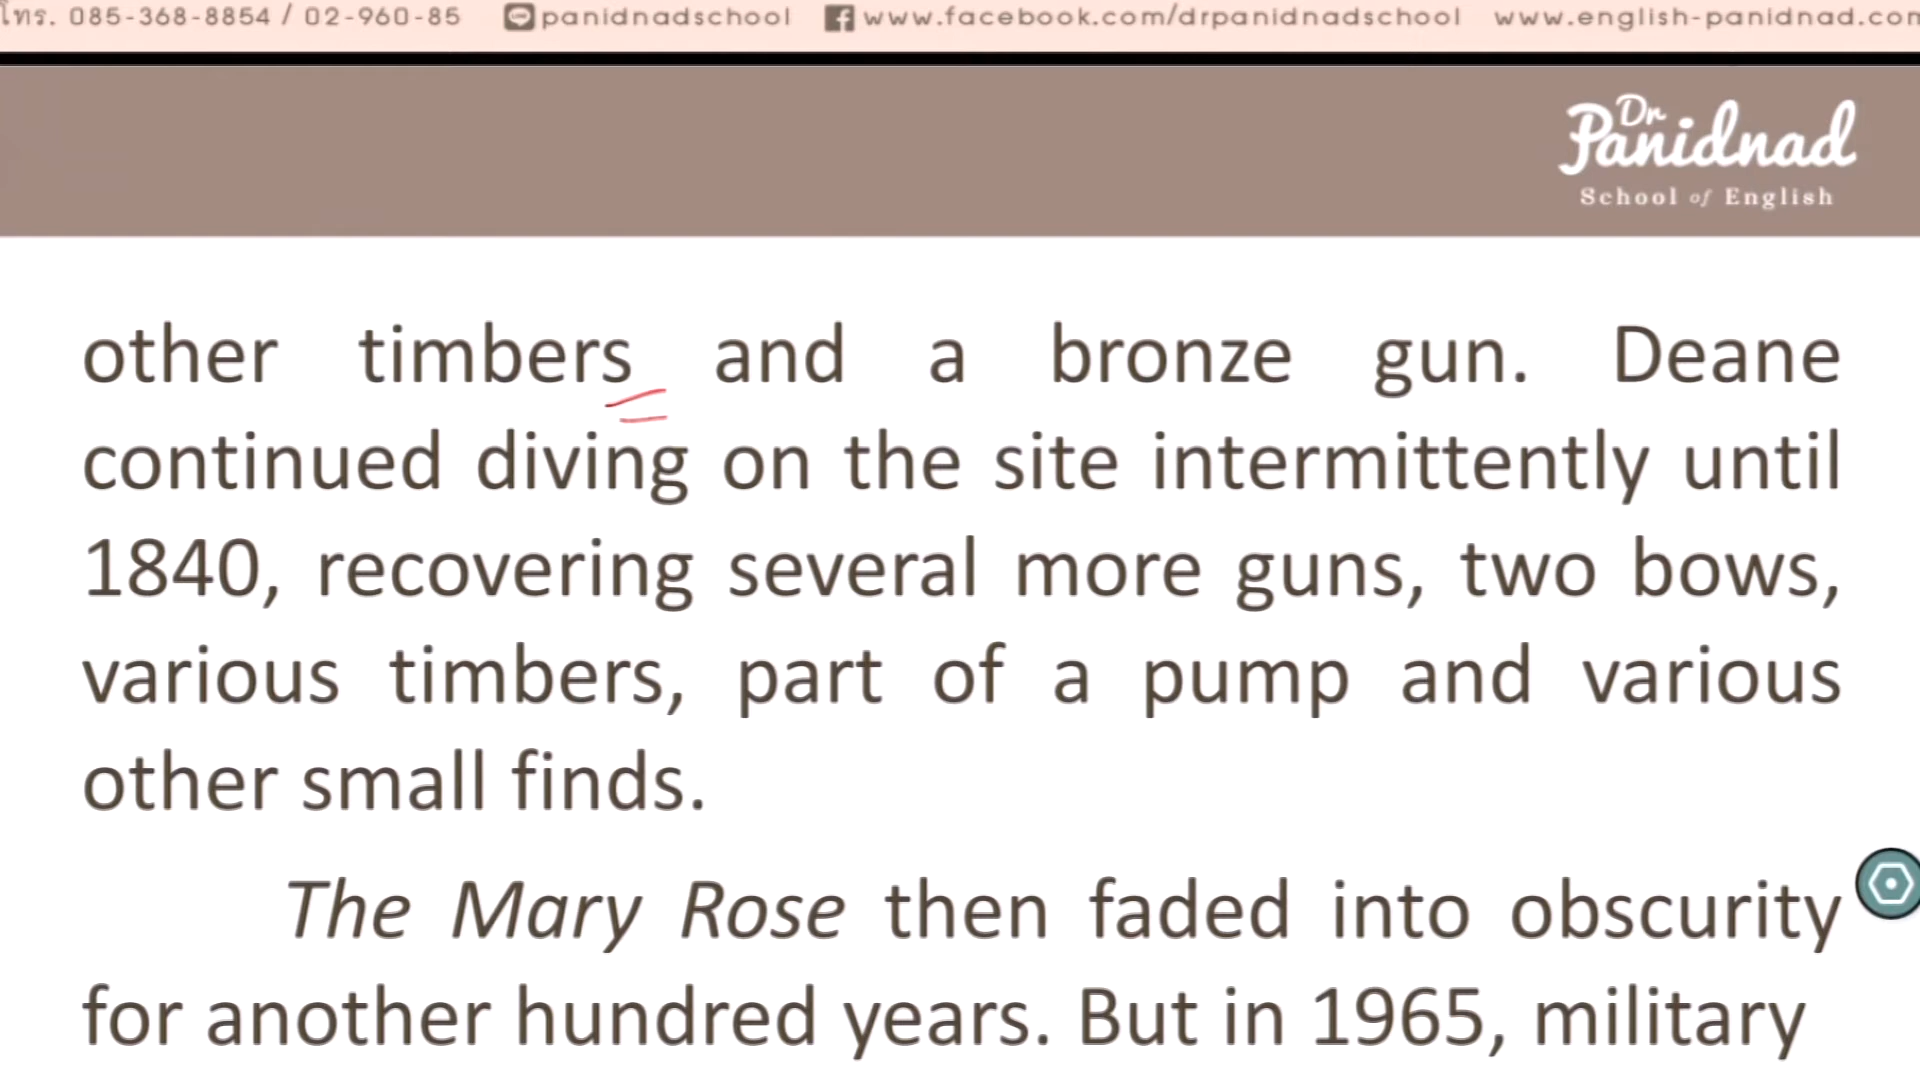 โทร. 085-368-8854 / 02-960-85 panidnadschool www.facebook.com/drpanidnadschool www.english-panidnad.com
Dr
Panidnad
School of English
other timbers and a bronze gun. Deane
continued diving on the site intermittently until
1840, recovering several more guns, two bows,
various timbers, part of a pump and various
other small finds.
The Mary Rose then faded into obscurity
for another hundred years. But in 1965, military